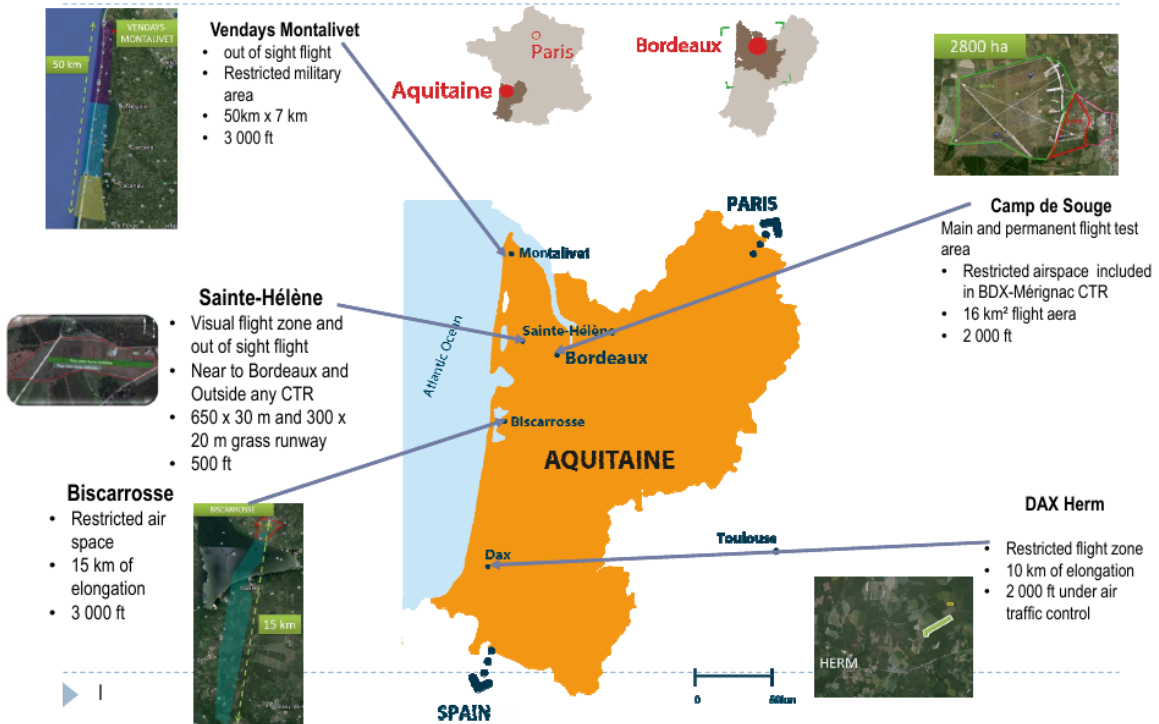 VENDAYS-
MONTALIVET
50 km
Vendays Montalivet
• out of sight flight
• Restricted military
area
• 50km x 7 km
• 3 000 ft
Paris
Aquitaine
Bordeaux
2800 ha
Camp de Souge
Main and permanent flight test
area
• Restricted airspace included
in BDX-Mérignac CTR
• 16 km² flight aera
• 2 000 ft
PARIS
Montalivet
Sainte-Hélène
Bordeaux
Atlantic Ocean
Biscarrosse
AQUITAINE
Dax
Toulouse
SPAIN
0
50km
Sainte-Hélène
• Visual flight zone and
out of sight flight
• Near to Bordeaux and
Outside any CTR
• 650 x 30 m and 300 x
20 m grass runway
• 500 ft
Biscarrosse
• Restricted air
space
• 15 km of
elongation
• 3 000 ft
BISCARROSSE
15 km
DAX Herm
• Restricted flight zone
• 10 km of elongation
• 2 000 ft under air
traffic control
HERM
I